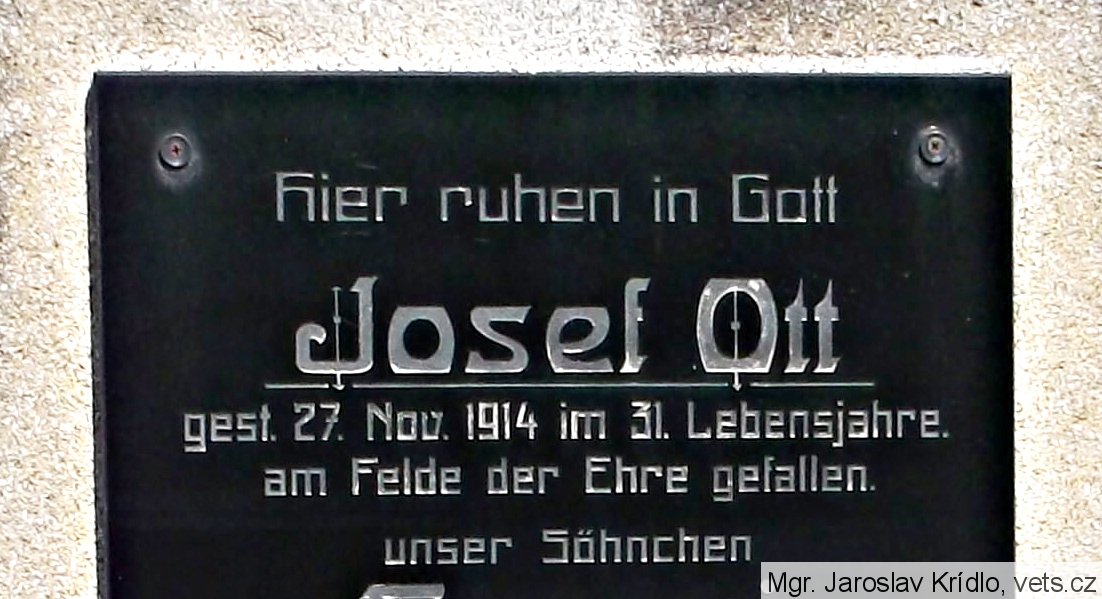 Hier ruhen in Gott
Josef Ott
gest. 27. Nov. 1914 im 31. Lebensjahre.
am Felde der Ehre gefallen.
unser Söhnchen
Mgr. Jaroslav Krídlo, vets.cz